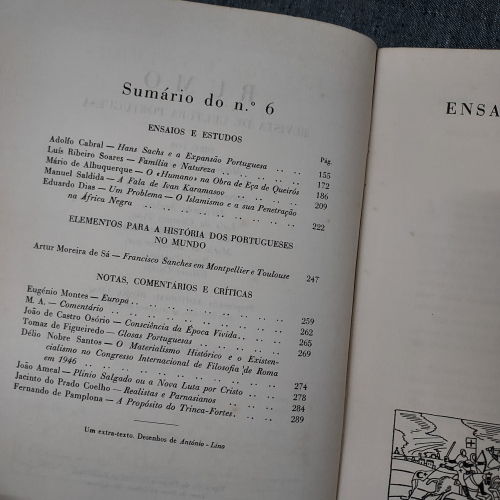 Sumário do n.º 6
ENSAIOS E ESTUDOS
Pág.
Adolfo Cabral — Hans Sachs e a Expansão Portuguesa . . . . 155
Luís Ribeiro Soares — Família e Natureza . . . . . . . . 172
Mário de Albuquerque — O «Humano» na Obra de Eça de Queirós 186
Manuel Saldida — A Fala de Ivan Karamasov . . . . . . 209
Eduardo Dias — Um Problema — O Islamismo e a sua Penetração
na África Negra . . . . . . . . . . . . 222
ELEMENTOS PARA A HISTÓRIA DOS PORTUGUESES
NO MUNDO
Artur Moreira de Sá — Francisco Sanches em Montpellier e Toulouse 247
NOTAS, COMENTÁRIOS E CRÍTICAS
Eugénio Montes — Europa . . . . . . . . . . 259
M. A. — Comentário . . . . . . . . . . 262
João de Castro Osório — Consciência da Época Vivida . . . . 265
Tomaz de Figueiredo — Glosas Portuguesas . . . . . . 269
Délio Nobre Santos — O Materialismo Histórico e o Existen-
cialismo no Congresso Internacional de Filosofia de Roma
em 1946 . . . . . . . . . . . . 274
João Ameal — Plínio Salgado ou a Nova Luta por Cristo . . . . 278
Jacinto do Prado Coelho — Realistas e Parnasianos . . . . 284
Fernando de Pamplona — A Propósito do Trinca-Fortes . . . . 289
Um extra-texto. Desenhos de António-Lino
ENSA